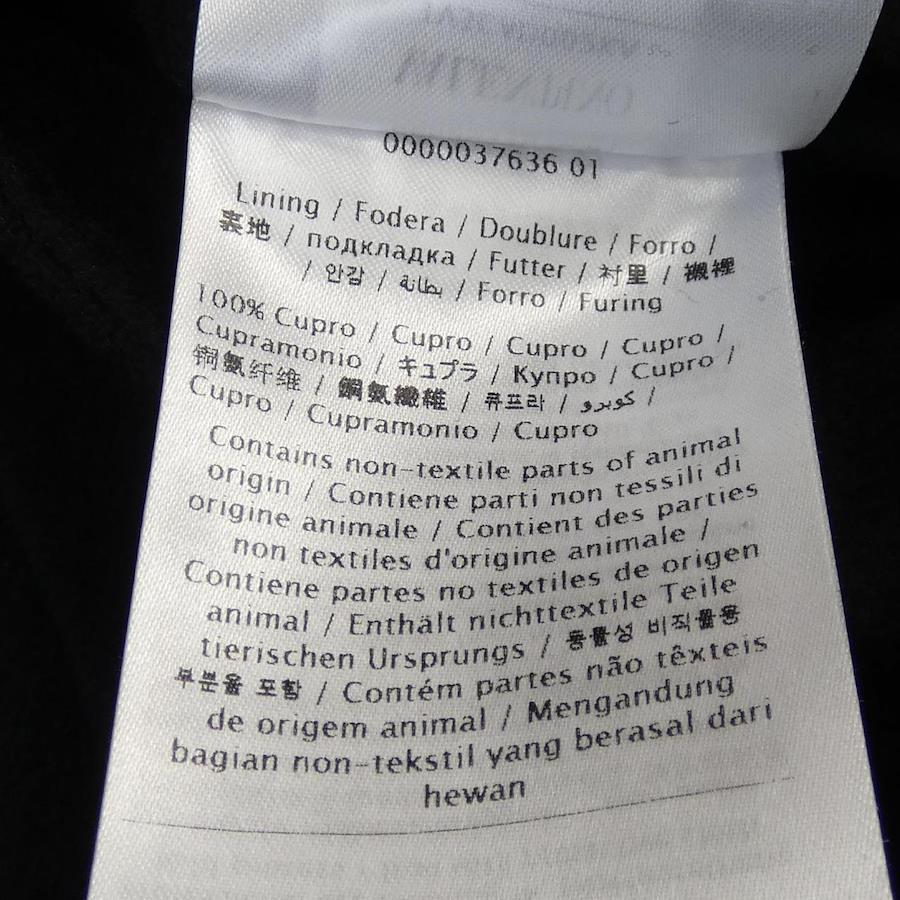 0000037636 01
Lining / Fodera / Doublure / Forro /
裏地 / подкладка / Futter / 衬里 / 襯裡
/ 안감 / بطانة / Forro / Furing
100% Cupro / Cupro / Cupro / Cupro /
Cupramonio / キュプラ / Купро / Cupro /
铜氨纤维 / 銅氨纖維 / 큐프라 / كوبرو /
Cupro / Cupramonio / Cupro
Contains non-textile parts of animal
origin / Contiene parti non tessili di
origine animale / Contient des parties
non textiles d'origine animale /
Contiene partes no textiles de origen
animal / Enthält nichttextile Teile
tierischen Ursprungs / 동물성 비직물용
부분을 포함 / Contém partes não têxteis
de origem animal / Mengandung
bagian non-tekstil yang berasal dari
hewan